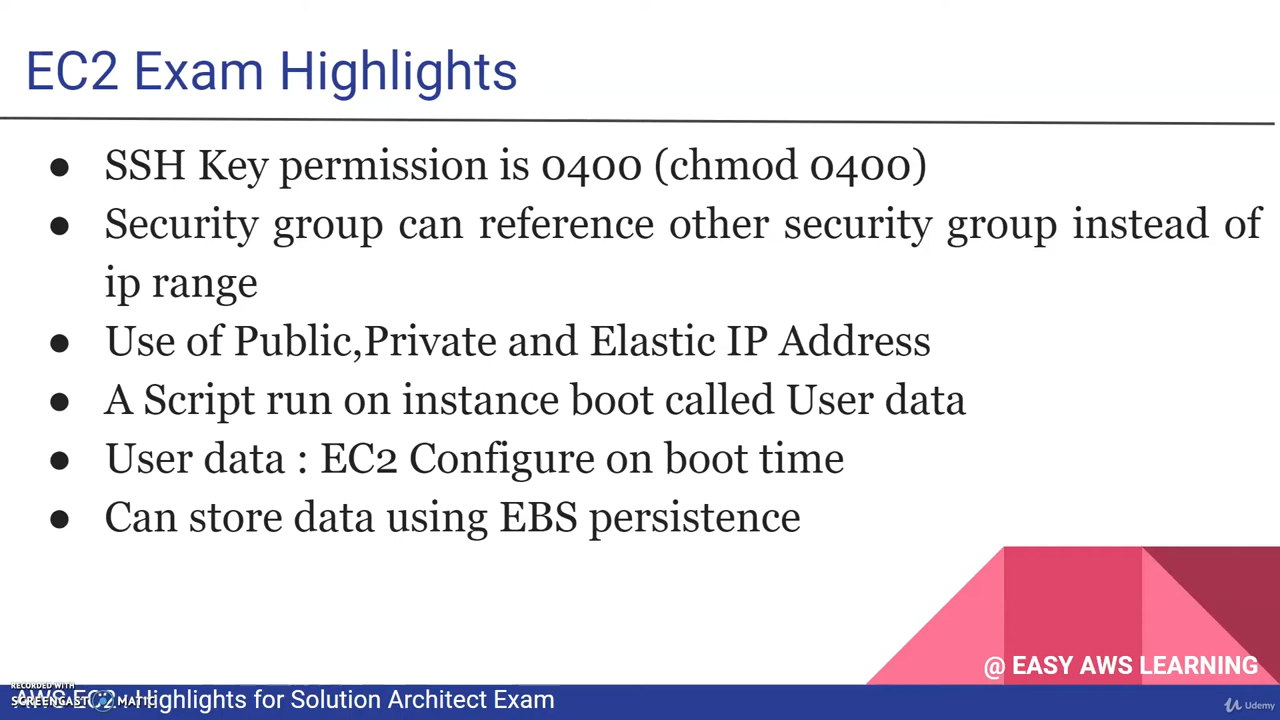 EC2 Exam Highlights
● SSH Key permission is 0400 (chmod 0400)
● Security group can reference other security group instead of
ip range
● Use of Public,Private and Elastic IP Address
● A Script run on instance boot called User data
● User data : EC2 Configure on boot time
● Can store data using EBS persistence
@ EASY AWS LEARNING
RECORDED WITH
SCREENCAST MATIC
AWS EC2 : Highlights for Solution Architect Exam
Udemy